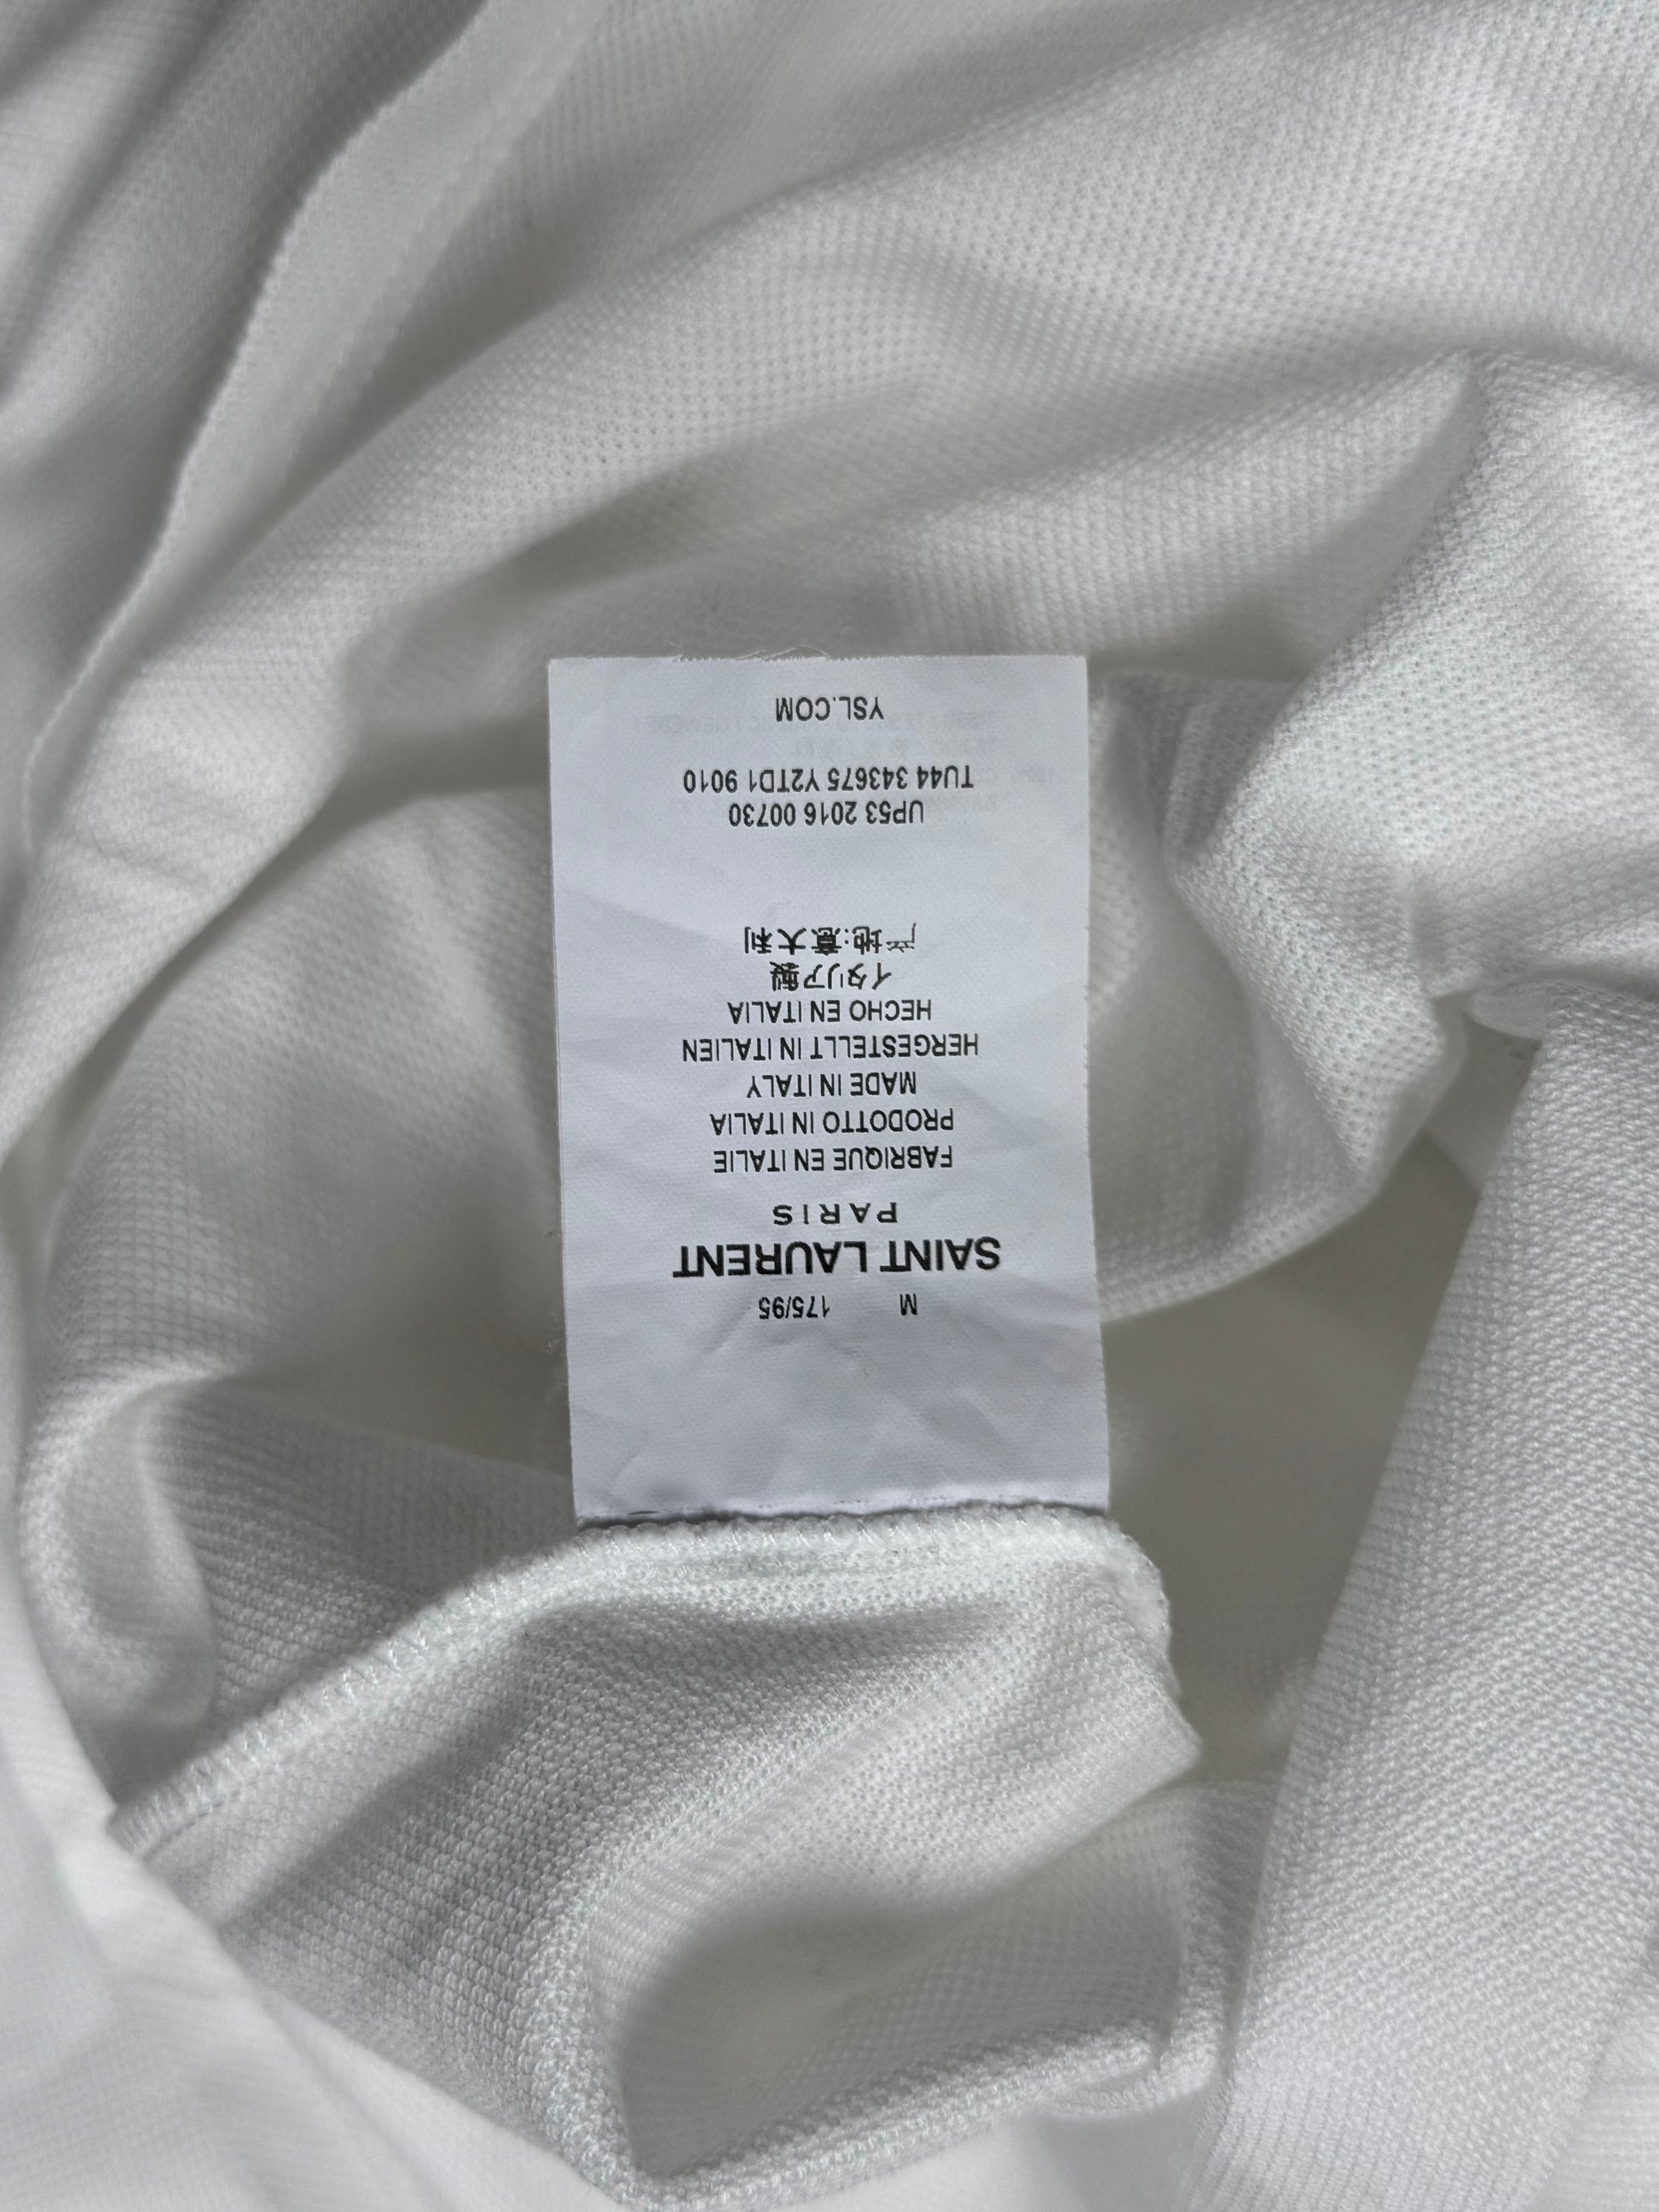 M 175/95
SAINT LAURENT
PARIS
FABRIQUE EN ITALIE
PRODOTTO IN ITALIA
MADE IN ITALY
HERGESTELLT IN ITALIEN
HECHO EN ITALIA
イタリア製
产地:意大利
UP53 2016 00730
TU44 343675 Y2TD1 9010
YSL.COM